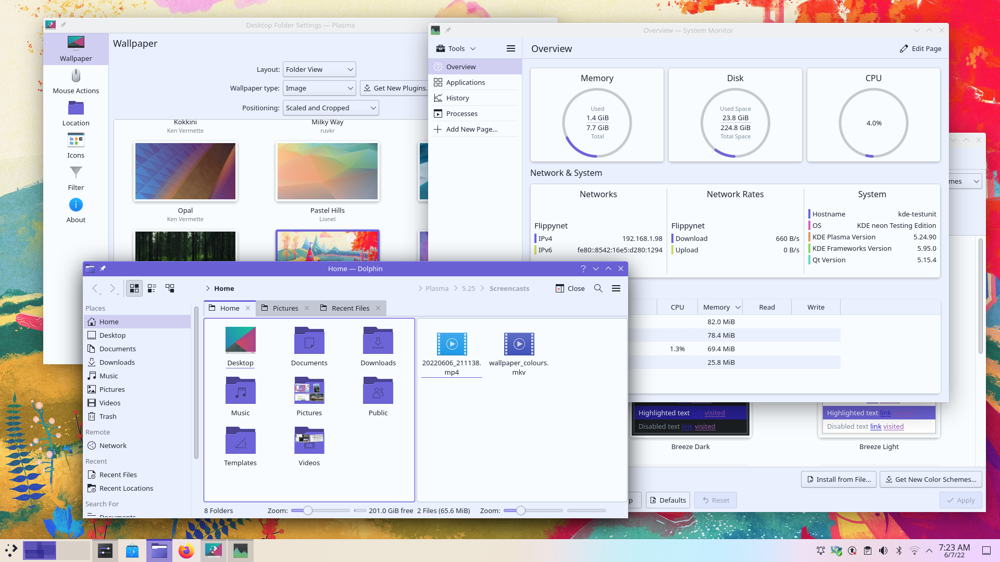 Desktop Folder Settings — Plasma
Wallpaper
Mouse Actions
Location
Icons
Filter
About
Wallpaper
Layout:
Folder View
Wallpaper type:
Image
Get New Plugins.
Positioning:
Scaled and Cropped
Kokkini
Ken Vermette
Milky Way
ruvkr
Opal
Ken Vermette
Pastel Hills
Lionel
Overview — System Monitor
Tools
Overview
Edit Page
Overview
Applications
History
Processes
Add New Page...
Memory
Used
1.4 GiB
7.7 GiB
Total
Disk
Used Space
23.8 GiB
224.8 GiB
Total Space
CPU
4.0%
Network & System
Networks
Flippynet
IPv4 192.168.1.98
IPv6 fe80::8542:16e5:d280:1294
Network Rates
Flippynet
Download 660 B/s
Upload 0 B/s
System
Hostname kde-testunit
OS KDE neon Testing Edition
KDE Plasma Version 5.24.90
KDE Frameworks Version 5.95.0
Qt Version 5.15.4
CPU Memory Read Write
82.0 MiB
78.4 MiB
1.3% 69.4 MiB
25.8 MiB
mes
Home — Dolphin
Home
Plasma 5.25 Screencasts
Close
Places
Home
Desktop
Documents
Downloads
Music
Pictures
Videos
Trash
Remote
Network
Recent
Recent Files
Recent Locations
Search For
Documents
Home
Pictures
Recent Files
Desktop
Documents
Downloads
Music
Pictures
Public
Templates
Videos
20220606_211138.
mp4
wallpaper_colours.
mkv
8 Folders
Zoom:
201.0 GiB free
2 Files (65.6 MiB)
Zoom:
Highlighted text link visited
Disabled text link visited
Breeze Dark
Highlighted text link
Disabled text link visited
Breeze Light
Install from File...
Get New Color Schemes...
p
Defaults
Reset
Apply
7:23 AM
6/7/22